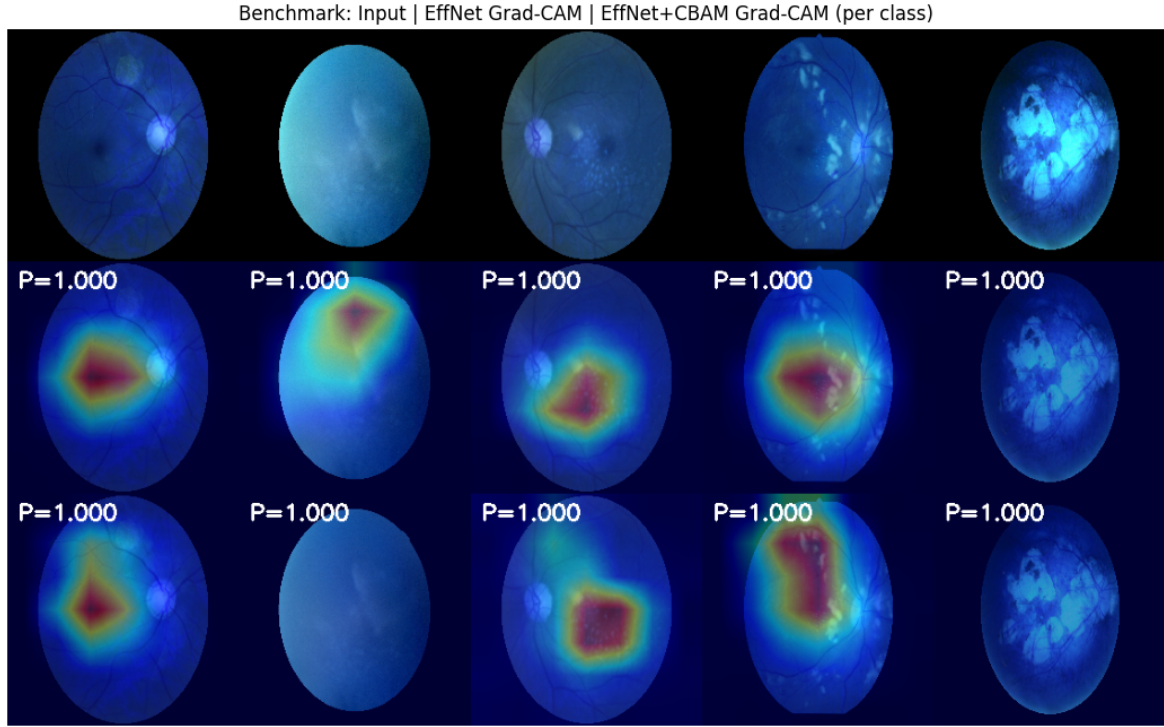 Benchmark: Input | EffNet Grad-CAM | EffNet+CBAM Grad-CAM (per class)
P=1.000 P=1.000 P=1.000 P=1.000 P=1.000
P=1.000 P=1.000 P=1.000 P=1.000 P=1.000